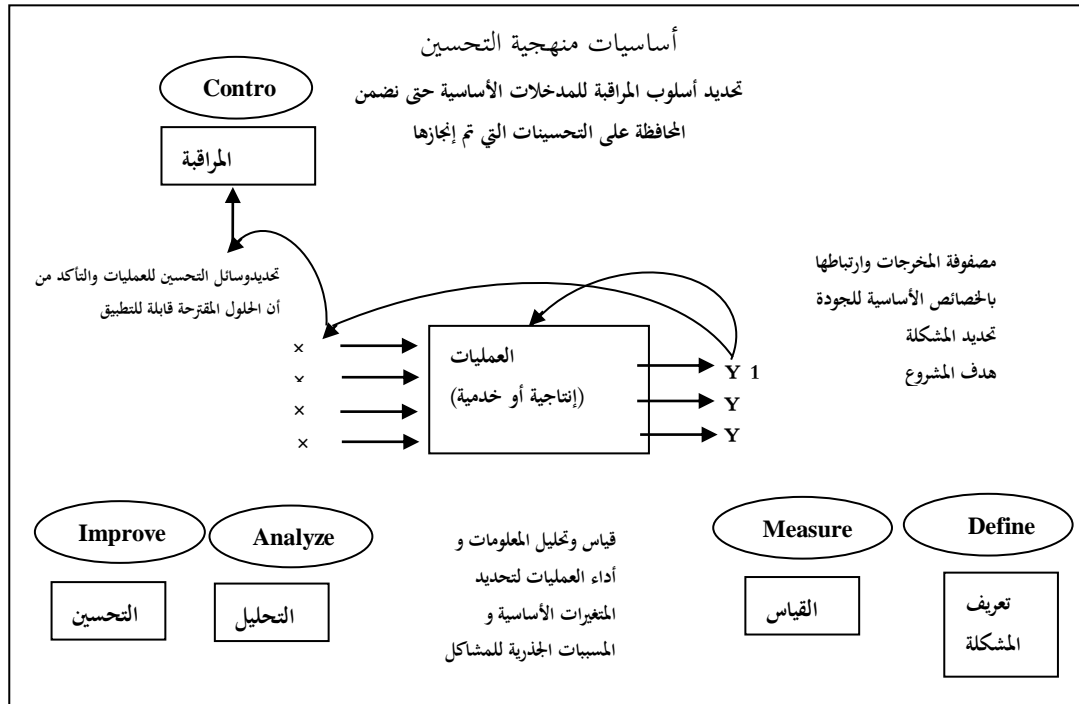 أساسيات منهجية التحسين
Contro
تحديد أسلوب المراقبة للمدخلات الأساسية حتى نضمن
المحافظة على التحسينات التي تم إنجازها
المراقبة
تحديدوسائل التحسين للعمليات والتأكد من
أن الحلول المقترحة قابلة للتطبيق
مصفوفة المخرجات وارتباطها
بالخصائص الأساسية للجودة
تحديد المشكلة
هدف المشروع
العمليات
(إنتاجية أو خدمية)
×
×
×
×
Y 1
Y
Y
Define
Measure
Analyze
Improve
تعريف
المشكلة
القياس
قياس وتحليل المعلومات و
أداء العمليات لتحديد
المتغيرات الأساسية و
المسببات الجذرية للمشاكل
التحليل
التحسين